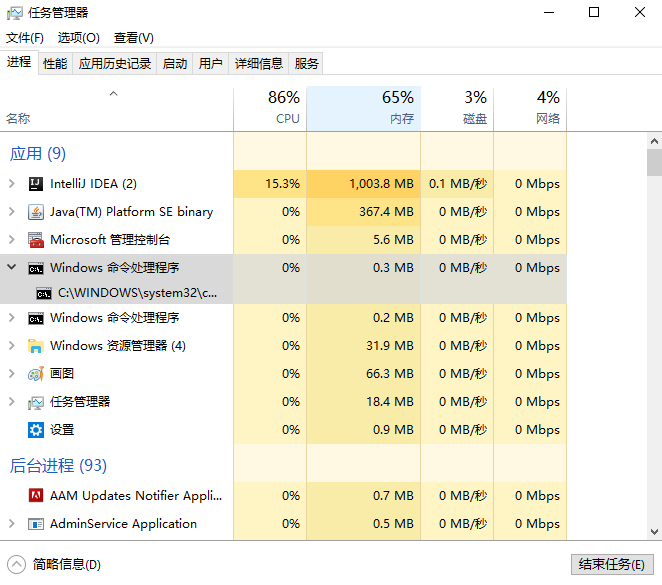 任务管理器
文件(F) 选项(O) 查看(V)
进程 性能 应用历史记录 启动 用户 详细信息 服务
86% 65% 3% 4%
名称 CPU 内存 磁盘 网络
应用 (9)
IntelliJ IDEA (2) 15.3% 1,003.8 MB 0.1 MB/秒 0 Mbps
Java(TM) Platform SE binary 0% 367.4 MB 0 MB/秒 0 Mbps
Microsoft 管理控制台 0% 5.6 MB 0 MB/秒 0 Mbps
Windows 命令处理程序 0% 0.3 MB 0 MB/秒 0 Mbps
C:\WINDOWS\system32\c...
Windows 命令处理程序 0% 0.2 MB 0 MB/秒 0 Mbps
Windows 资源管理器 (4) 0% 31.9 MB 0 MB/秒 0 Mbps
画图 0% 66.3 MB 0 MB/秒 0 Mbps
任务管理器 0% 18.4 MB 0 MB/秒 0 Mbps
设置 0% 0.9 MB 0 MB/秒 0 Mbps
后台进程 (93)
AAM Updates Notifier Appli... 0% 0.7 MB 0 MB/秒 0 Mbps
AdminService Application 0% 0.5 MB 0 MB/秒 0 Mbps
简略信息(D) 结束任务(E)